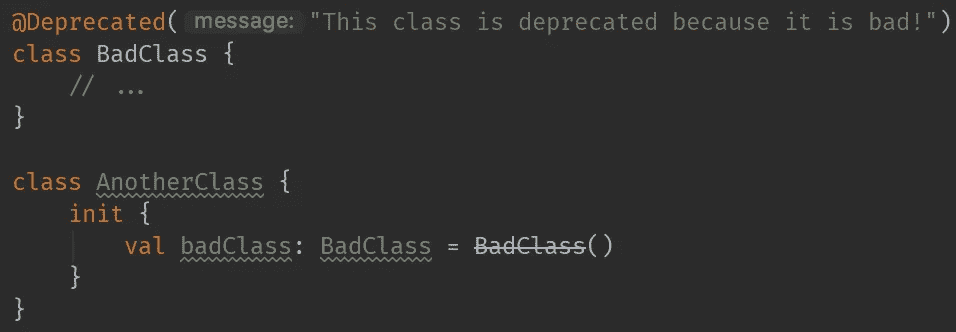 @Deprecated( message: "This class is deprecated because it is bad!")
class BadClass {
    // ...
}

class AnotherClass {
    init {
        val badClass: BadClass = BadClass()
    }
}